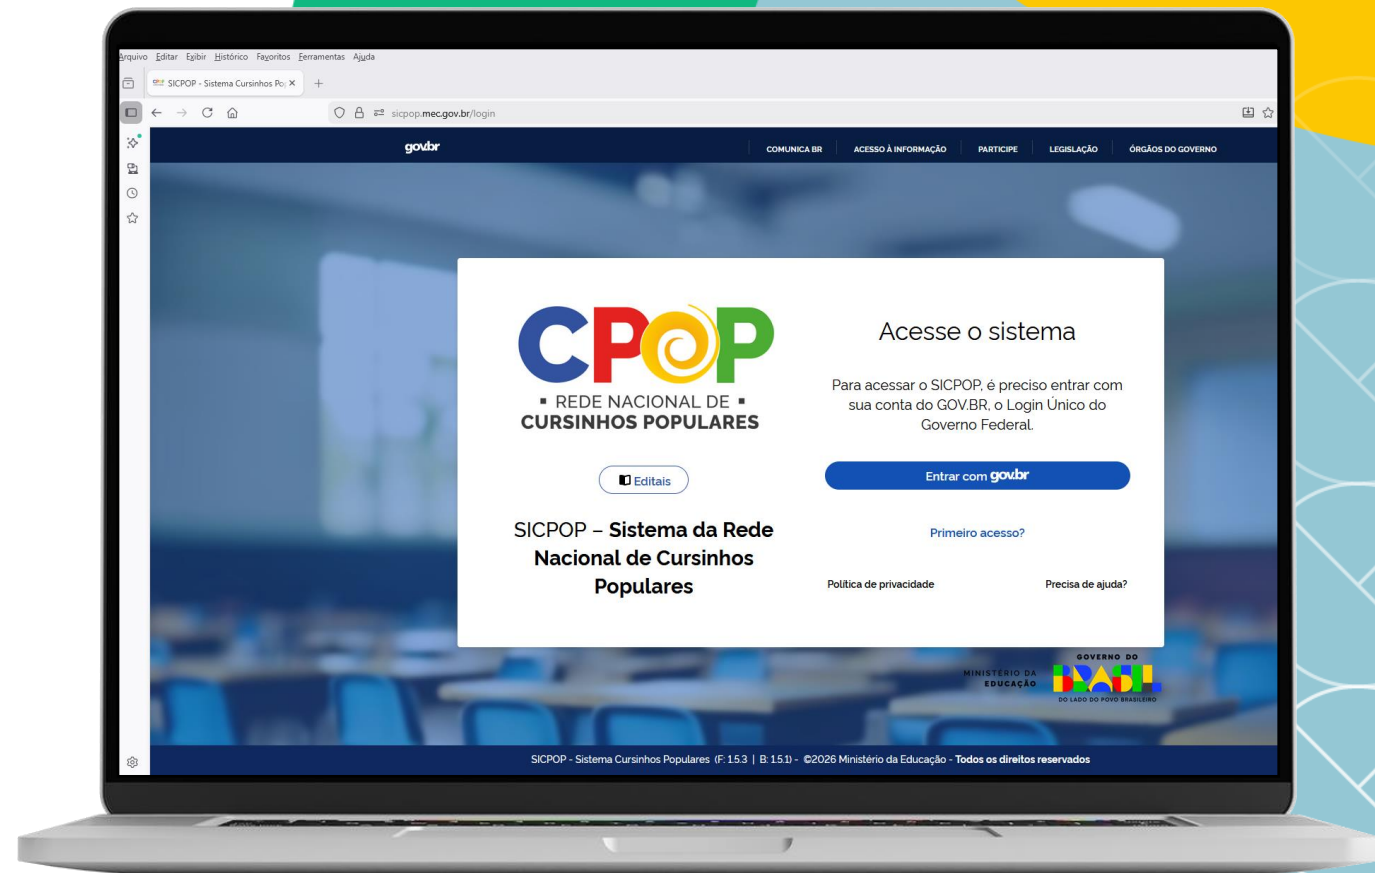 Arquivo Editar Exibir Histórico Favoritos Ferramentas Ajuda
SICPOP - Sistema Cursinhos Po
sicpop.mec.gov.br/login
gov.br
COMUNICA BR
ACESSO À INFORMAÇÃO
PARTICIPE
LEGISLAÇÃO
ÓRGÃOS DO GOVERNO
CPOP
REDE NACIONAL DE
CURSINHOS POPULARES
Editais
SICPOP – Sistema da Rede
Nacional de Cursinhos
Populares
Acesse o sistema
Para acessar o SICPOP, é preciso entrar com
sua conta do GOV.BR, o Login Único do
Governo Federal.
Entrar com gov.br
Primeiro acesso?
Política de privacidade
Precisa de ajuda?
MINISTÉRIO DA
EDUCAÇÃO
GOVERNO DO
BRASIL
DO LADO DO POVO BRASILEIRO
SICPOP - Sistema Cursinhos Populares (F: 1.5.3 | B: 1.5.1) - ©2026 Ministério da Educação - Todos os direitos reservados